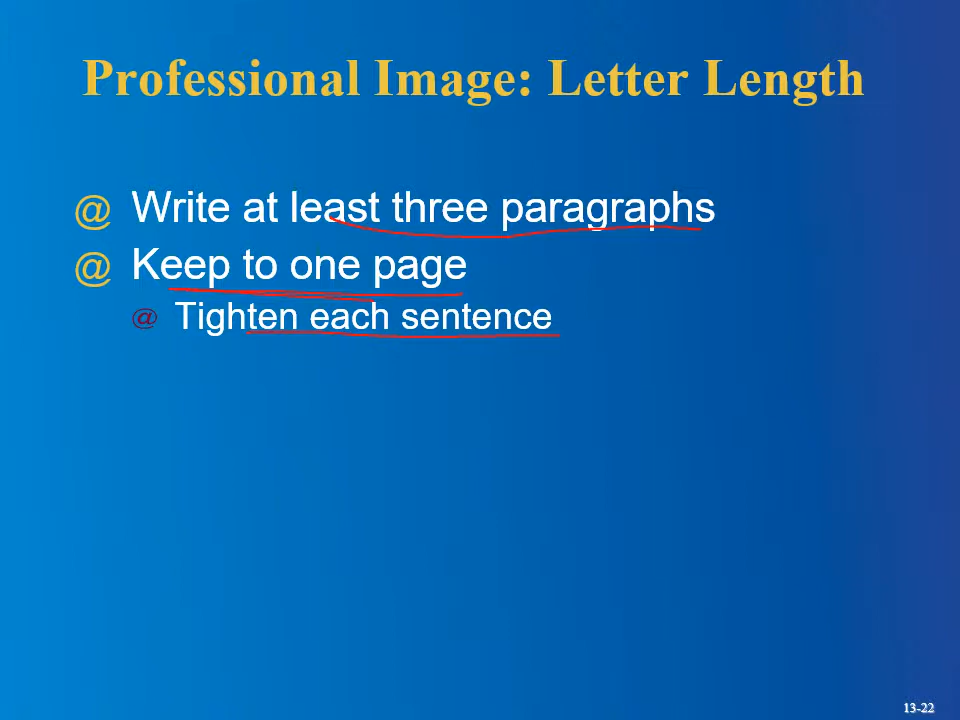 Professional Image: Letter Length
@ Write at least three paragraphs
@ Keep to one page
@ Tighten each sentence
13-22